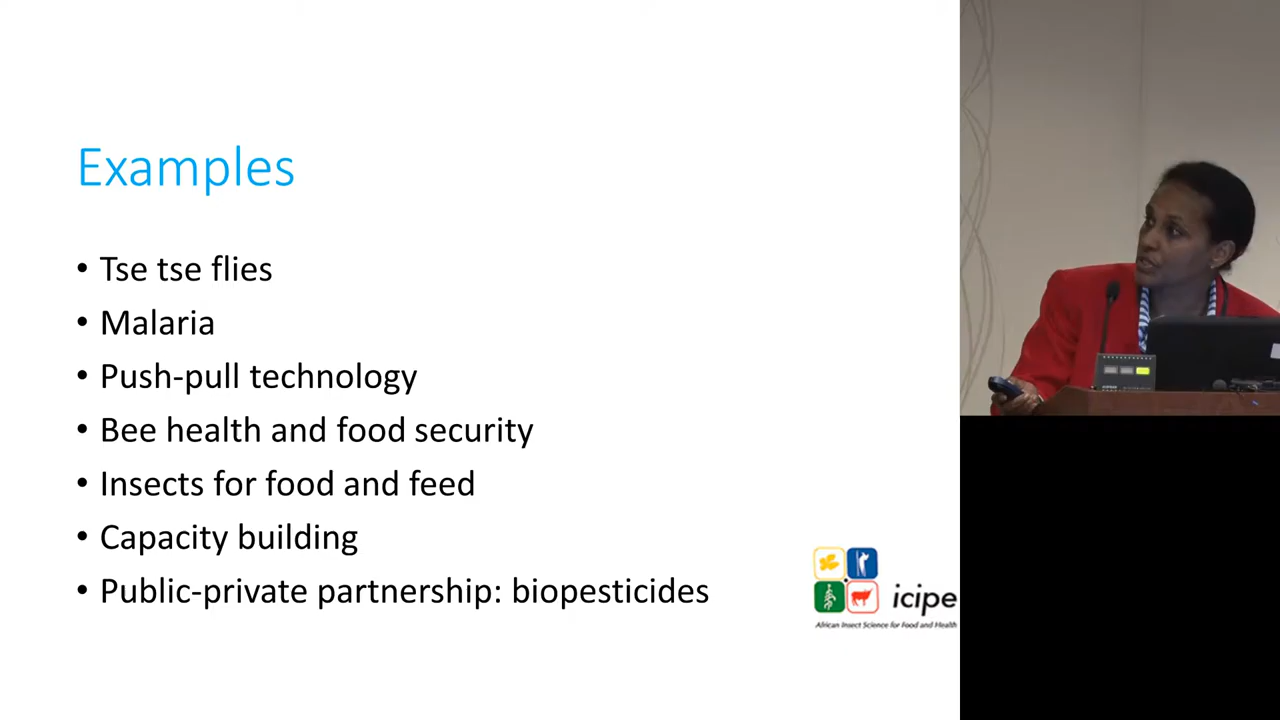 Examples
• Tse tse flies
• Malaria
• Push-pull technology
• Bee health and food security
• Insects for food and feed
• Capacity building
• Public-private partnership: biopesticides
icipe
African Insect Science for Food and Health